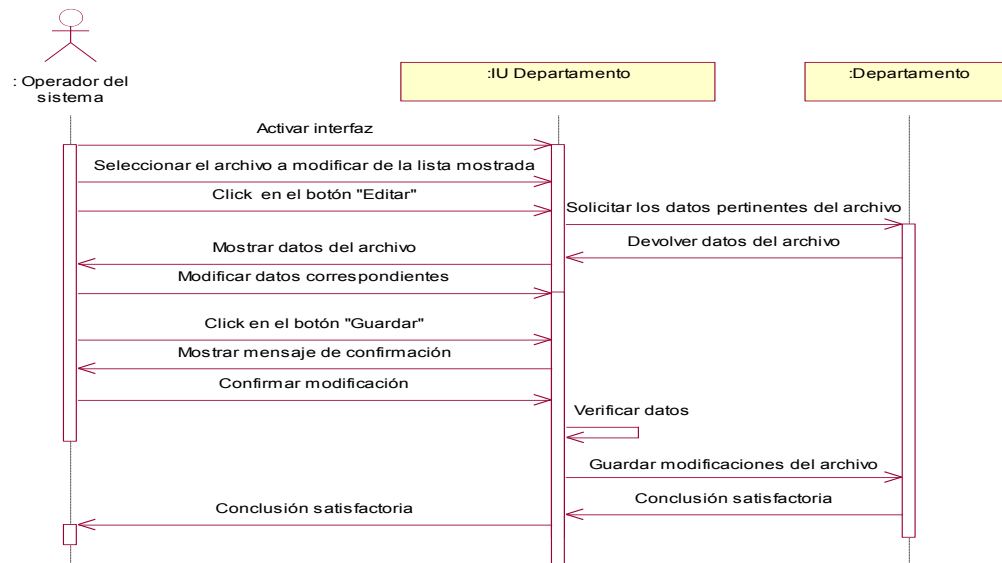 : Operador del
sistema
:IU Departamento
:Departamento
Activar interfaz
Seleccionar el archivo a modificar de la lista mostrada
Click en el botón "Editar"
Solicitar los datos pertinentes del archivo
Devolver datos del archivo
Mostrar datos del archivo
Modificar datos correspondientes
Click en el botón "Guardar"
Mostrar mensaje de confirmación
Confirmar modificación
Verificar datos
Guardar modificaciones del archivo
Conclusión satisfactoria
Conclusión satisfactoria